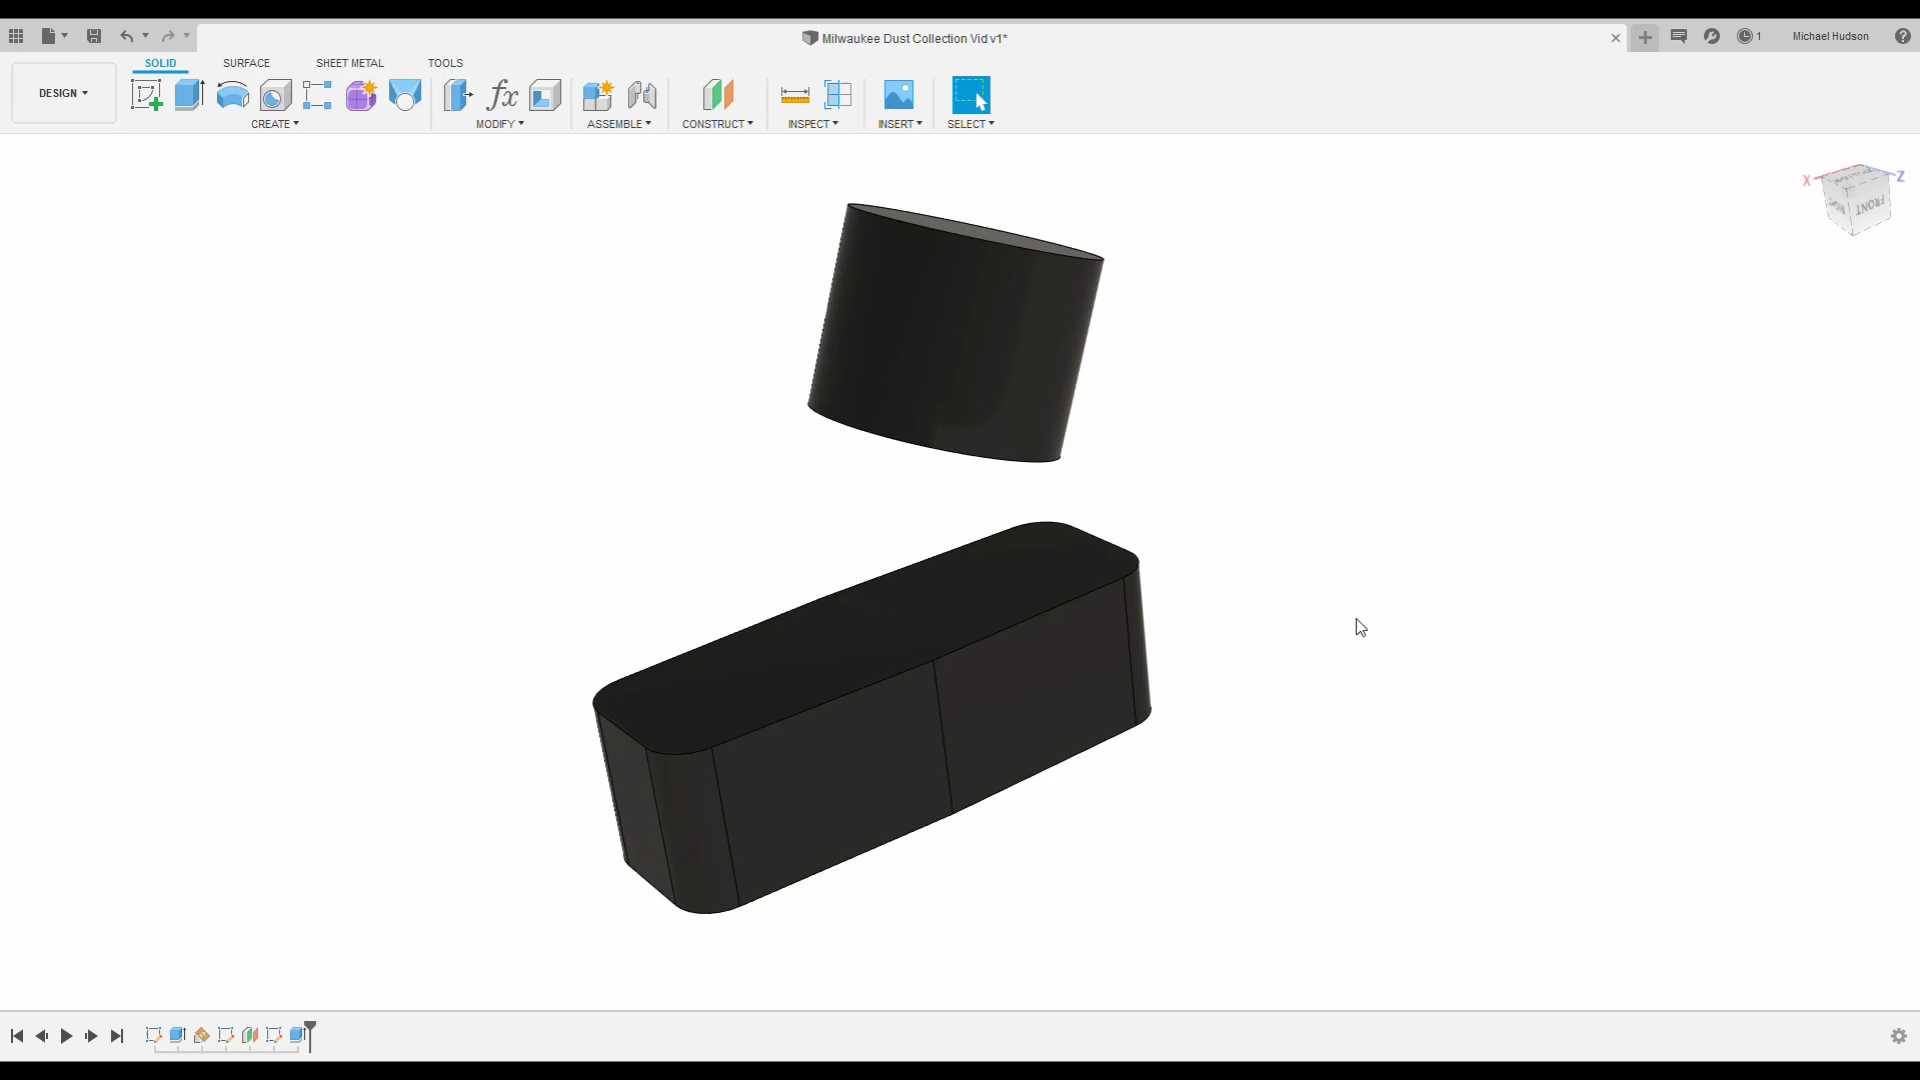 Milwaukee Dust Collection Vid v1*
1
Michael Hudson
DESIGN
SOLID
SURFACE
SHEET METAL
TOOLS
fx
CREATE
MODIFY
ASSEMBLE
CONSTRUCT
INSPECT
INSERT
SELECT
X
Z
FRONT
RIGHT